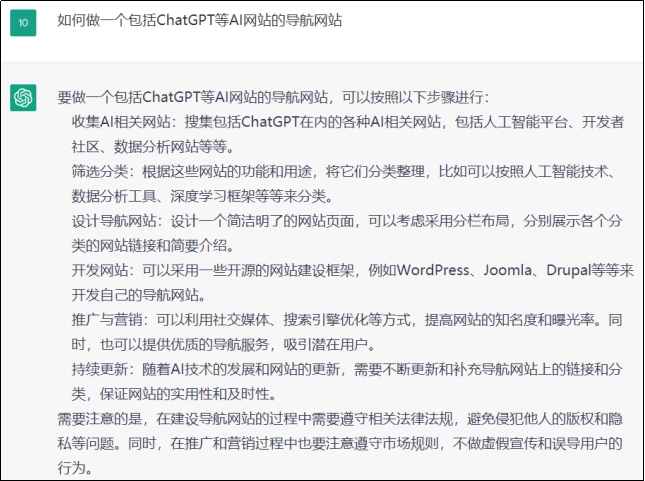 10
如何做一个包括ChatGPT等AI网站的导航网站
要做一个包括ChatGPT等AI网站的导航网站，可以按照以下步骤进行：
收集AI相关网站：搜集包括ChatGPT在内的各种AI相关网站，包括人工智能平台、开发者
社区、数据分析网站等等。
筛选分类：根据这些网站的功能和用途，将它们分类整理，比如可以按照人工智能技术、
数据分析工具、深度学习框架等等来分类。
设计导航网站：设计一个简洁明了的网站页面，可以考虑采用分栏布局，分别展示各个分
类的网站链接和简要介绍。
开发网站：可以采用一些开源的网站建设框架，例如WordPress、Joomla、Drupal等等来
开发自己的导航网站。
推广与营销：可以利用社交媒体、搜索引擎优化等方式，提高网站的知名度和曝光率。同
时，也可以提供优质的导航服务，吸引潜在用户。
持续更新：随着AI技术的发展和网站的更新，需要不断更新和补充导航网站上的链接和分
类，保证网站的实用性和及时性。
需要注意的是，在建设导航网站的过程中需要遵守相关法律法规，避免侵犯他人的版权和隐
私等问题。同时，在推广和营销过程中也要注意遵守市场规则，不做虚假宣传和误导用户的
行为。